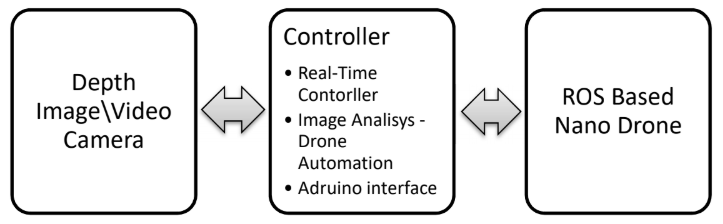 Depth
Image\Video
Camera
Controller
• Real-Time
Contorller
• Image Analisys -
Drone
Automation
• Adruino interface
ROS Based
Nano Drone